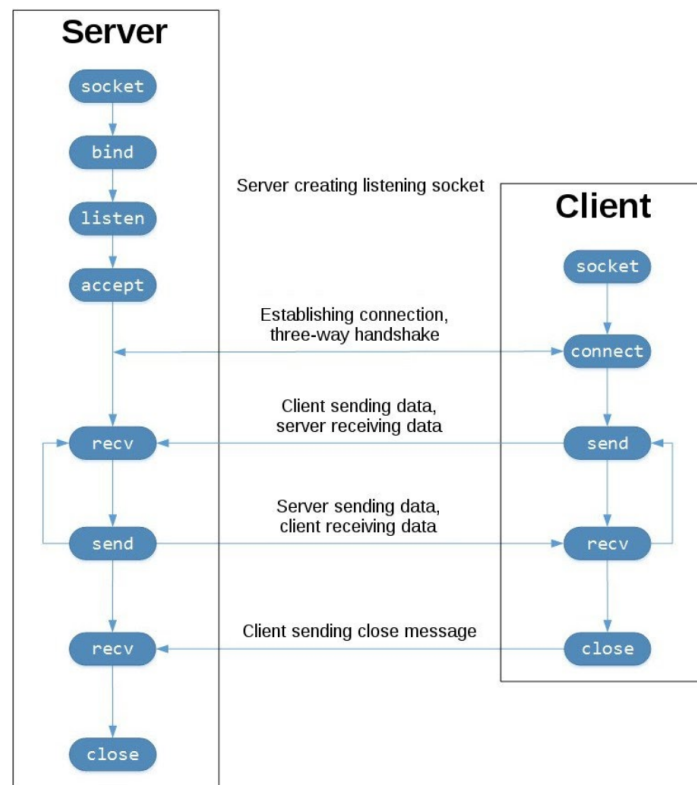 Server
socket
bind
listen
accept
recv
send
recv
close
Server creating listening socket
Establishing connection,
three-way handshake
Client sending data,
server receiving data
Server sending data,
client receiving data
Client sending close message
Client
socket
connect
send
recv
close